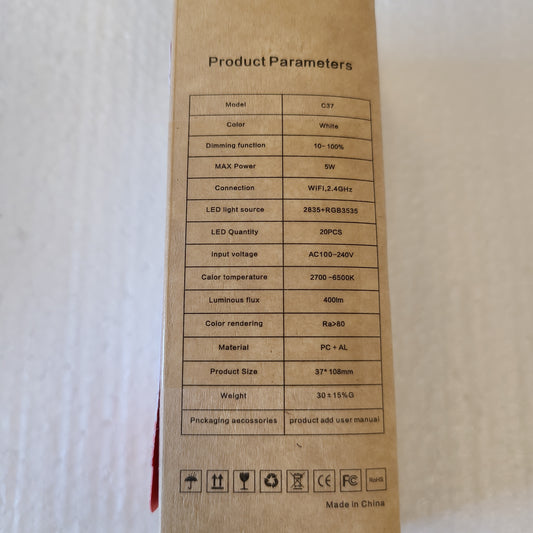 Product Parameters
Model C37
Color White
Dimming function 10-100%
MAX Power 5W
Connection WiFI,2.4GHz
LED light source 2835+RGB3535
LED Quantity 20PCS
Input voltage AC100-240V
Calor temperature 2700-6500K
Luminous flux 400lm
Color rendering Ra>80
Material PC + AL
Product Size 37*108mm
Weight 30±15%G
Pnckaging aecossories product add user manual
CE FC RoHS
Made in China